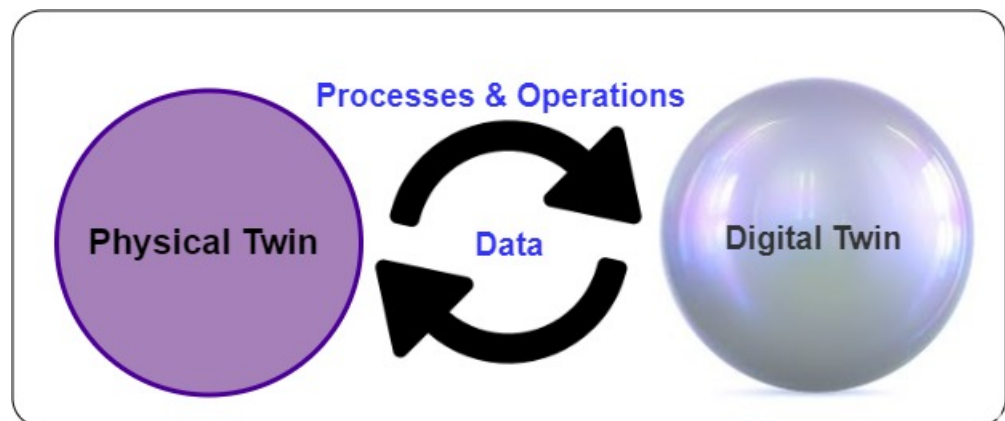 Processes & Operations
Physical Twin
Data
Digital Twin